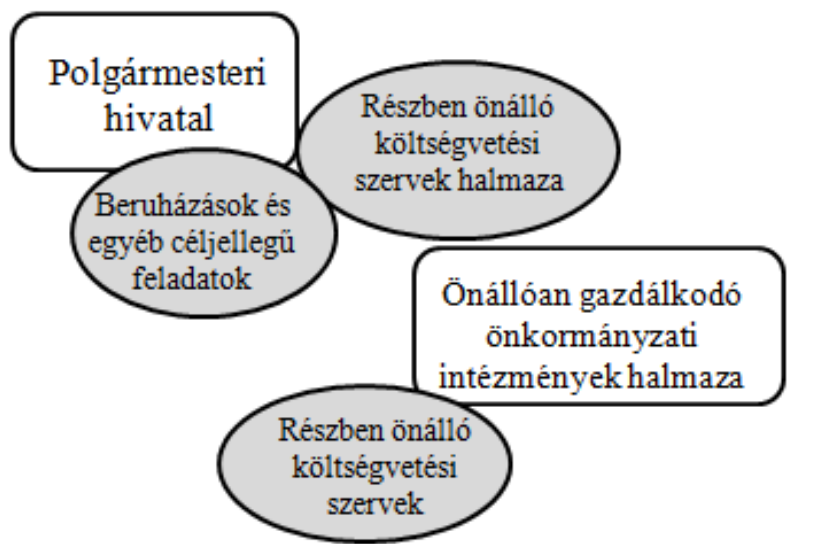 Polgármesteri
hivatal
Részben önálló
költségvetési
szervek halmaza
Beruházások és
egyéb céljellegű
feladatok
Önállóan gazdálkodó
önkormányzati
intézmények halmaza
Részben önálló
költségvetési
szervek